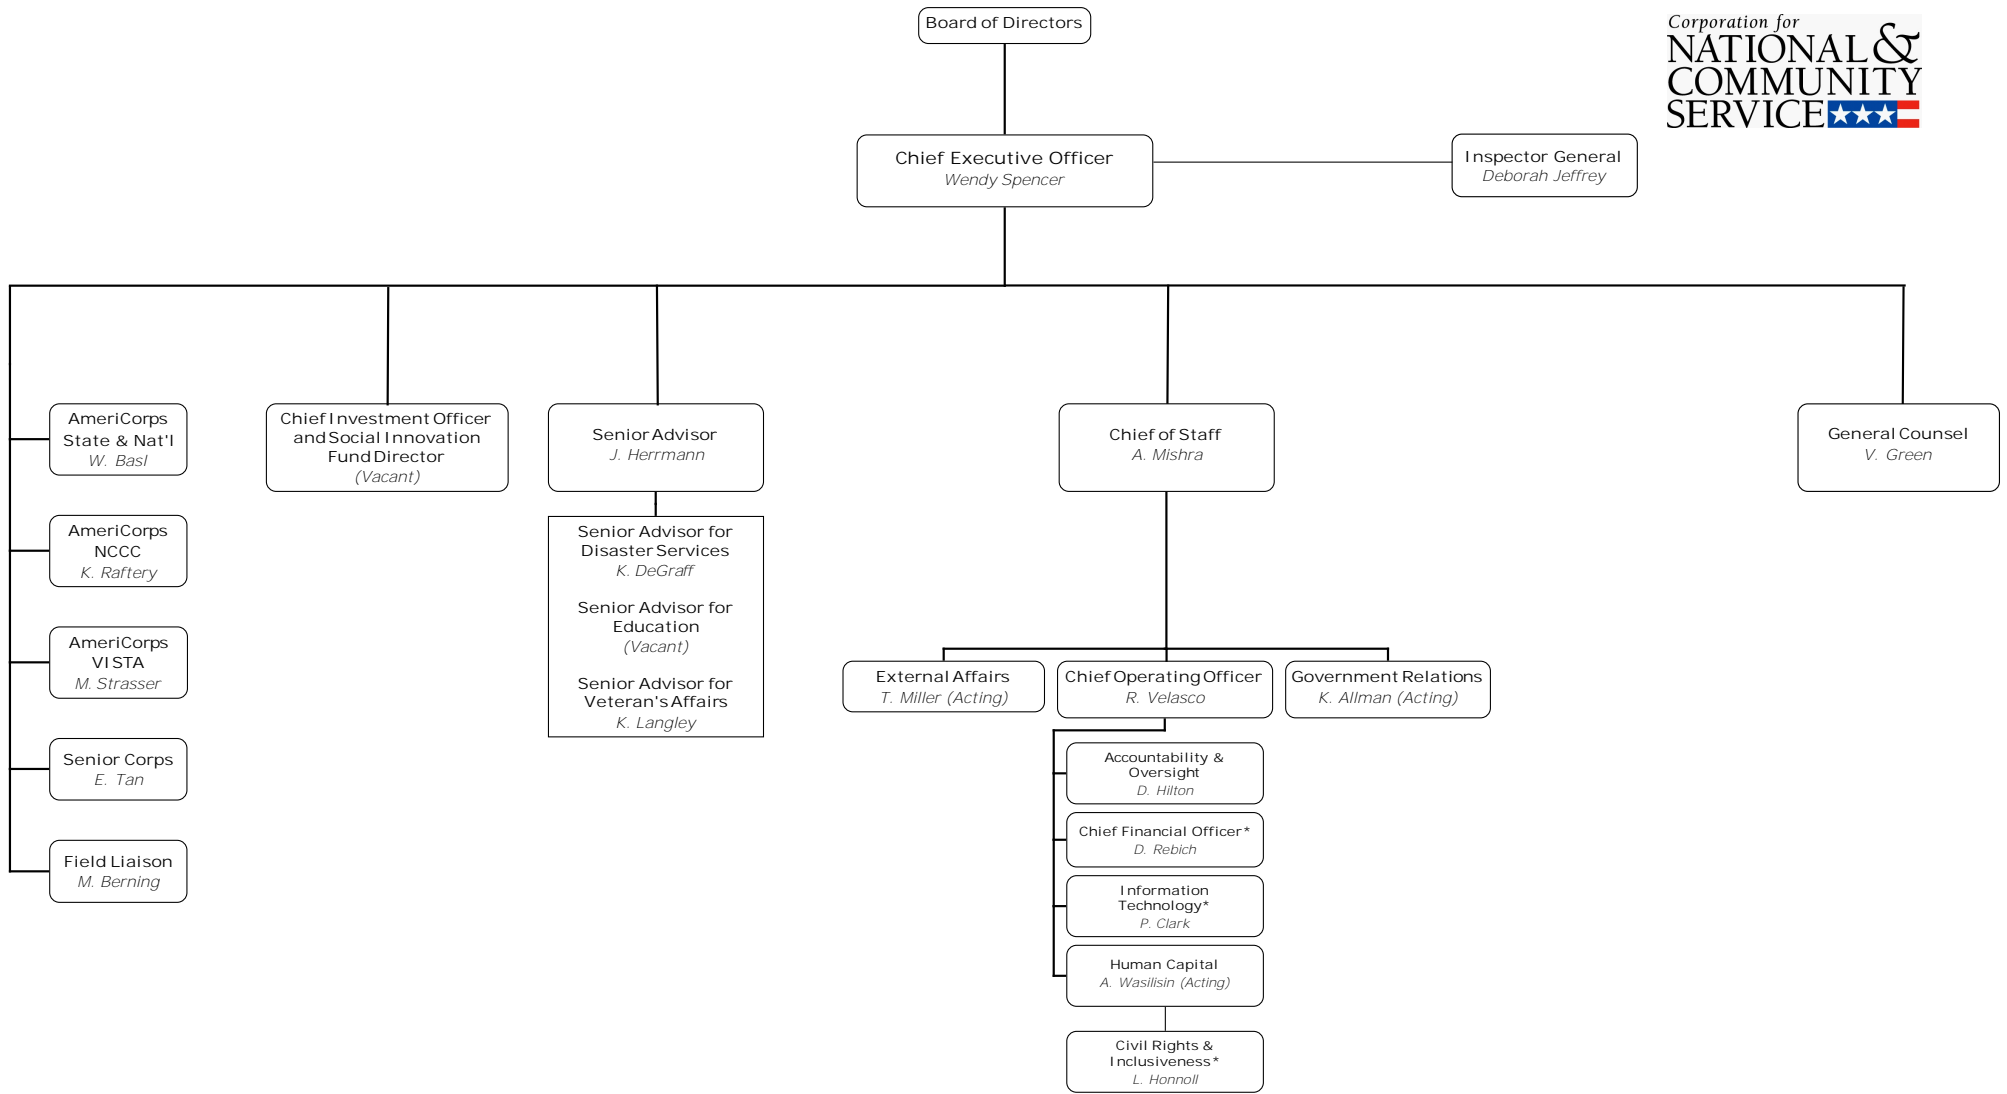 Board of Directors
Corporation for
NATIONAL &
COMMUNITY
SERVICE
Chief Executive Officer
Wendy Spencer
Inspector General
Deborah Jeffrey
AmeriCorps
State & Nat'l
W. Basl
Chief Investment Officer
and Social Innovation
Fund Director
(Vacant)
Senior Advisor
J. Herrmann
Chief of Staff
A. Mishra
General Counsel
V. Green
AmeriCorps
NCCC
K. Raftery
AmeriCorps
VISTA
M. Strasser
Senior Corps
E. Tan
Field Liaison
M. Berning
Senior Advisor for
Disaster Services
K. DeGraff
Senior Advisor for
Education
(Vacant)
Senior Advisor for
Veteran's Affairs
K. Langley
External Affairs
T. Miller (Acting)
Chief Operating Officer
R. Velasco
Government Relations
K. Allman (Acting)
Accountability &
Oversight
D. Hilton
Chief Financial Officer*
D. Rebich
Information
Technology*
P. Clark
Human Capital
A. Wasilisin (Acting)
Civil Rights &
Inclusiveness*
L. Honnoll